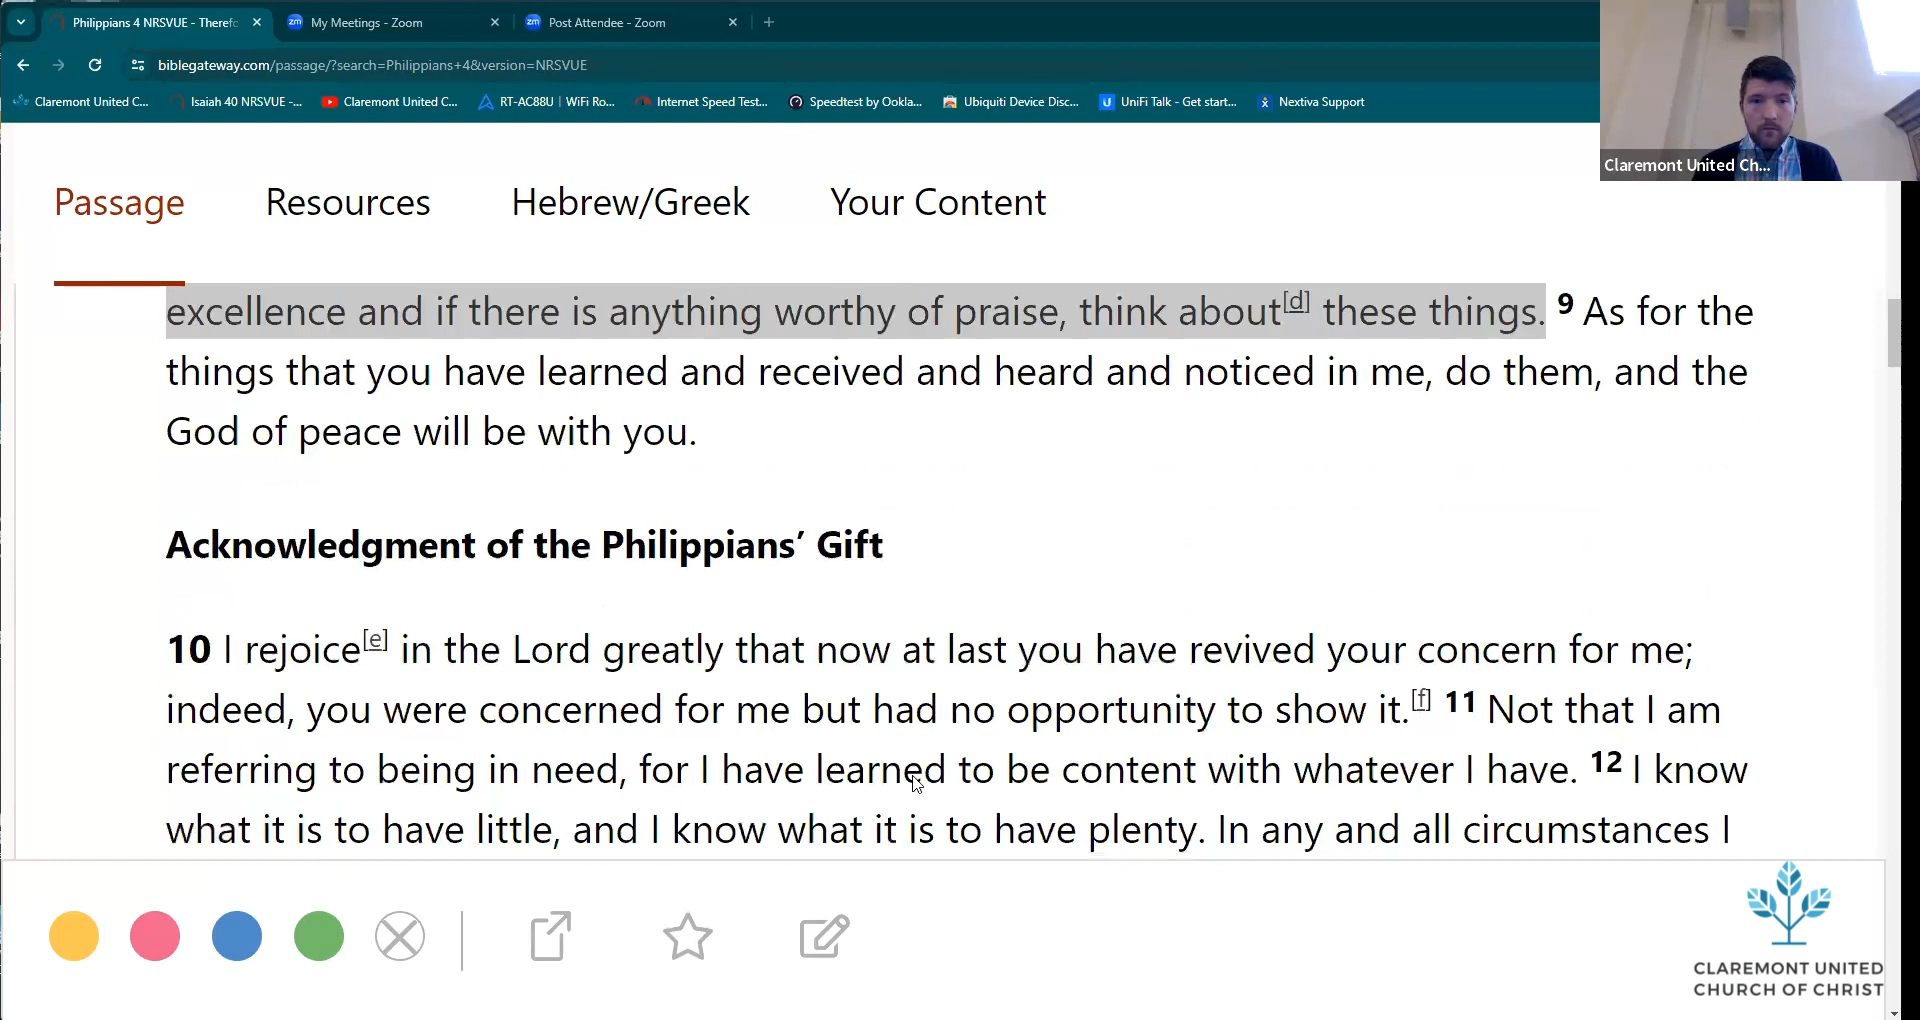 Philippians 4 NRSVUE - Therefo
My Meetings - Zoom
Post Attendee - Zoom
biblegateway.com/passage/?search=Philippians+4&version=NRSVUE
Claremont United C...
Isaiah 40 NRSVUE -...
Claremont United C...
RT-AC88U | WiFi Ro...
Internet Speed Test...
Speedtest by Ookla...
Ubiquiti Device Disc...
UniFi Talk - Get start...
Nextiva Support
Claremont United Ch...
Passage
Resources
Hebrew/Greek
Your Content
excellence and if there is anything worthy of praise, think about[d] these things. 9 As for the
things that you have learned and received and heard and noticed in me, do them, and the
God of peace will be with you.
Acknowledgment of the Philippians’ Gift
10 I rejoice[e] in the Lord greatly that now at last you have revived your concern for me;
indeed, you were concerned for me but had no opportunity to show it.[f] 11 Not that I am
referring to being in need, for I have learned to be content with whatever I have. 12 I know
what it is to have little, and I know what it is to have plenty. In any and all circumstances I
CLAREMONT UNITED
CHURCH OF CHRIST